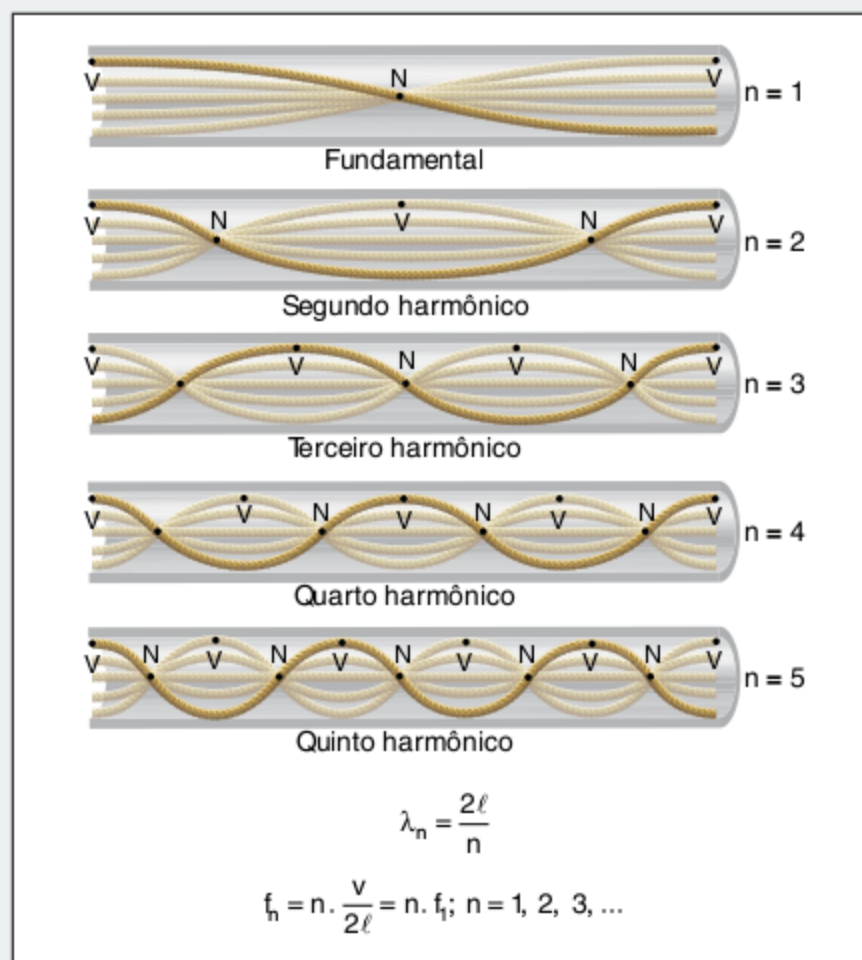 V N V n = 1
Fundamental
V N V N V n = 2
Segundo harmônico
V V N V N V n = 3
Terceiro harmônico
V V N V N V N V n = 4
Quarto harmônico
V N V N V N V N V N V n = 5
Quinto harmônico
λn = 2ℓ/n
fn = n . v/2ℓ = n . f1; n = 1, 2, 3, ...